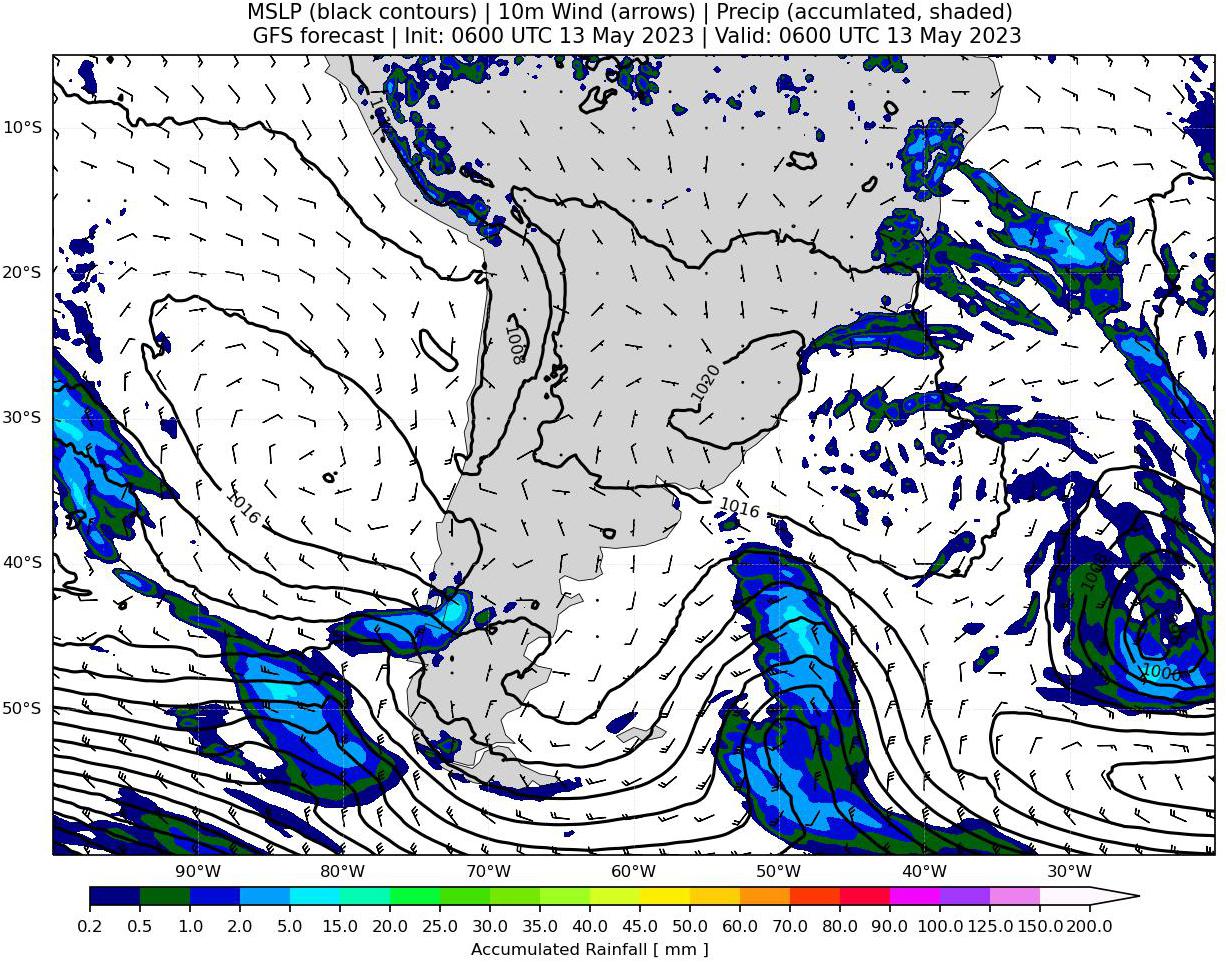 MSLP (black contours) | 10m Wind (arrows) | Precip (accumlated, shaded)
GFS forecast | Init: 0600 UTC 13 May 2023 | Valid: 0600 UTC 13 May 2023
10°S
20°S
1008
1020
30°S
1016
1016
40°S
1008
1000
50°S
90°W 80°W 70°W 60°W 50°W 40°W 30°W
0.2 0.5 1.0 2.0 5.0 10.0 15.0 20.0 25.0 30.0 35.0 40.0 45.0 50.0 60.0 70.0 80.0 90.0 100.0 125.0 150.0 200.0
Accumulated Rainfall [ mm ]